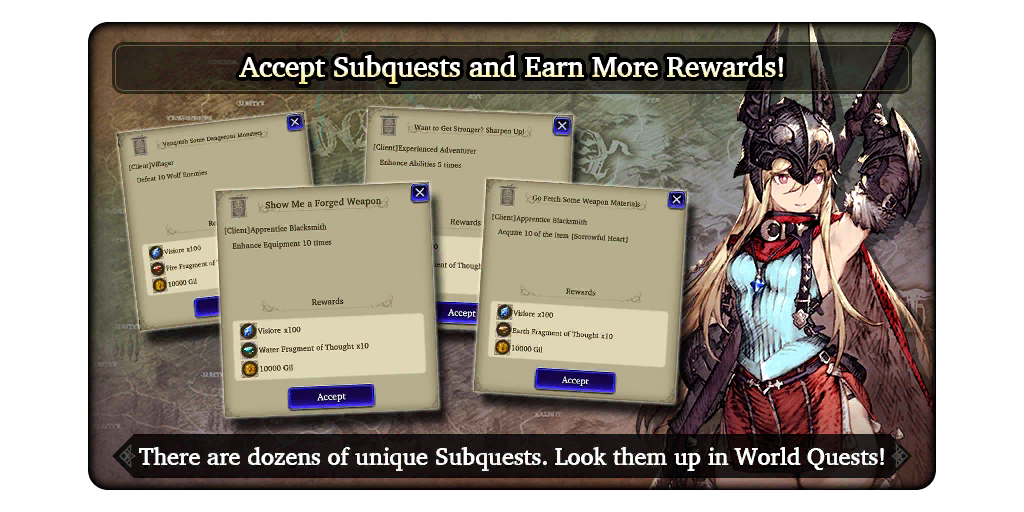 Accept Subquests and Earn More Rewards!
Vanquish Some Dangerous Monsters
[Client]Villager
Defeat 10 Wolf Enemies
Re
Visiore x100
Fire Fragment of
10000 Gil
Want to Get Stronger? Sharpen Up!
[Client]Experienced Adventurer
Enhance Abilities 5 times
Rewards
ent of Though
Accept
Show Me a Forged Weapon
[Client]Apprentice Blacksmith
Enhance Equipment 10 times
Rewards
Visiore x100
Water Fragment of Thought x10
10000 Gil
Accept
Go Fetch Some Weapon Materials
[Client]Apprentice Blacksmith
Acquire 10 of the item [Sorrowful Heart]
Rewards
Visiore x100
Earth Fragment of Thought x10
10000 Gil
Accept
There are dozens of unique Subquests. Look them up in World Quests!